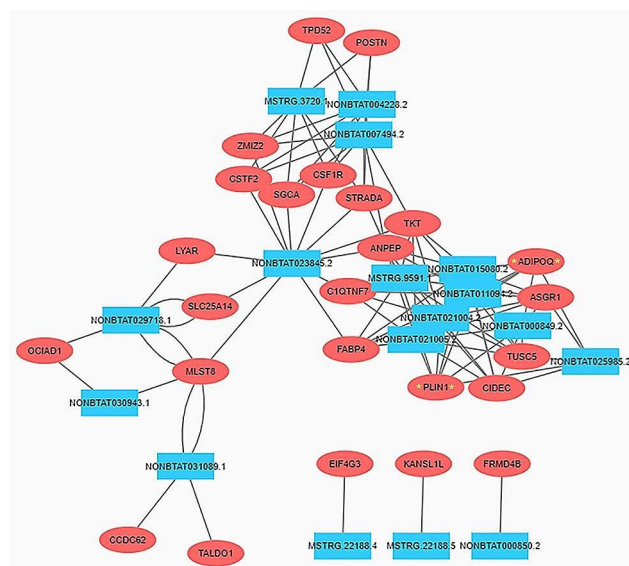 TPD52
POSTN
MSTRG.3720.1
NONBTAT004228.2
NONBTAT007494.2
ZMIZ2
CSF1R
CSTF2
SGCA
STRADA
TKT
LYAR
ANPEP
NONBTAT023845.2
NONBTAT015080.2
*ADIPOQ*
MSTRG.9591.1
C1QTNF7
NONBTAT011094.2
ASGR1
SLC25A14
NONBTAT029718.1
NONBTAT021004.2
NONBTAT000849.2
NONBTAT021005.2
OCIAD1
FABP4
TUSC5
NONBTAT025985.2
MLST8
*PLIN1*
CIDEC
NONBTAT030943.1
NONBTAT031089.1
EIF4G3
KANSL1L
FRMD4B
CCDC62
TALDO1
MSTRG.22188.4
MSTRG.22188.5
NONBTAT000850.2